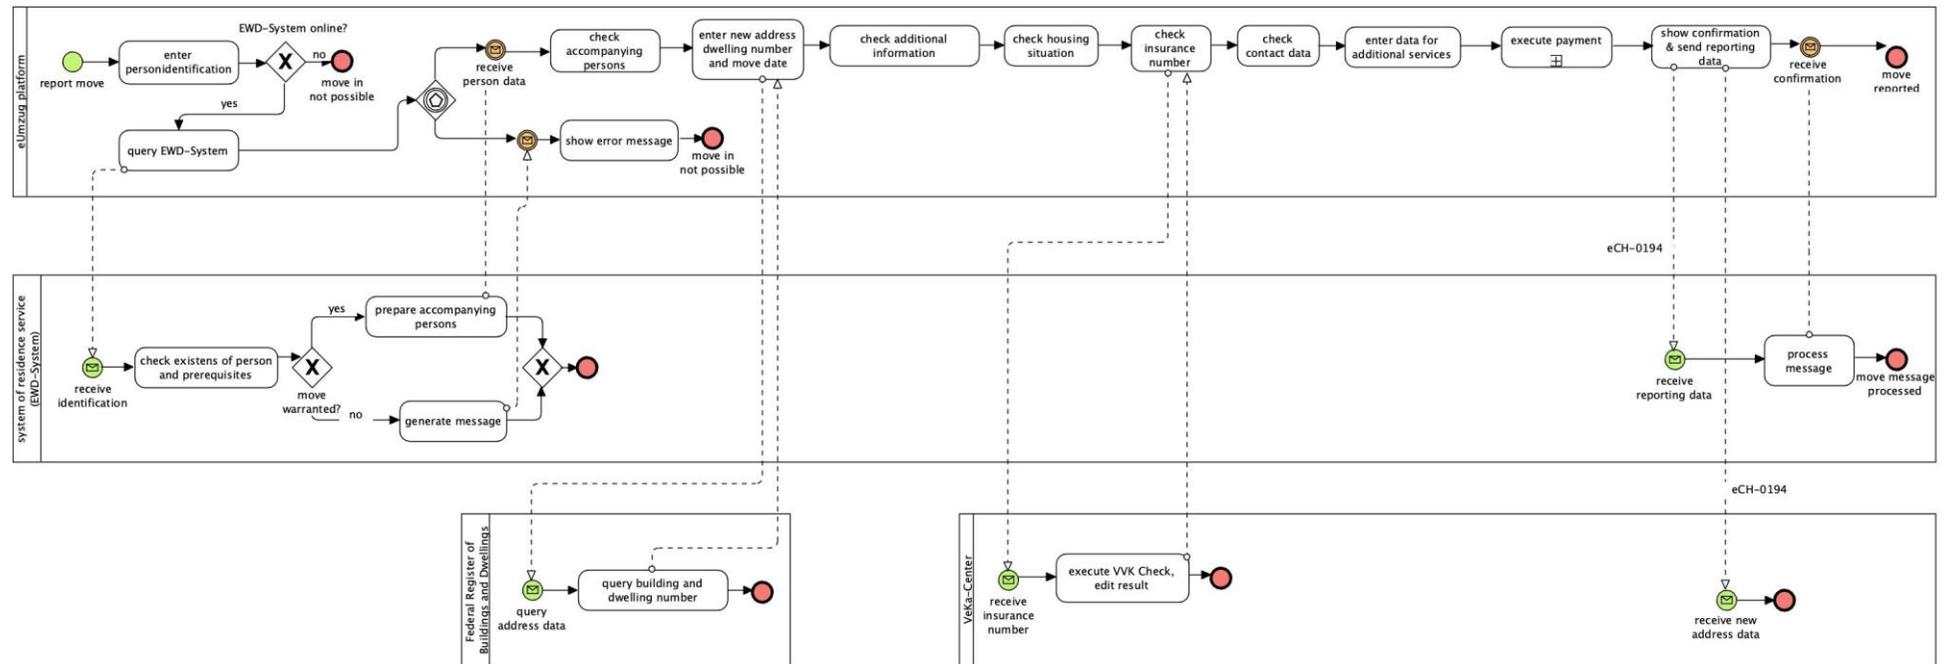 eUmzug platform
report move
enter
personidentification
EWD-System online?
X
no
move in
not possible
yes
query EWD-System
receive
person data
check
accompanying
persons
enter new address
dwelling number
and move date
check additional
information
check housing
situation
check
insurance
number
check
contact data
enter data for
additional services
execute payment
show confirmation
& send reporting
data
receive
confirmation
move
reported
show error message
move in
not possible
eCH-0194
system of residence service
(EWD-System)
receive
identification
check existens of person
and prerequisites
X
move
warranted?
yes
prepare accompanying
persons
no
generate message
X
receive
reporting data
process
message
move message
processed
eCH-0194
Federal Register of
Buildings and Dwellings
query
address data
query building and
dwelling number
VeKa-Center
receive
insurance
number
execute VVK Check,
edit result
receive new
address data